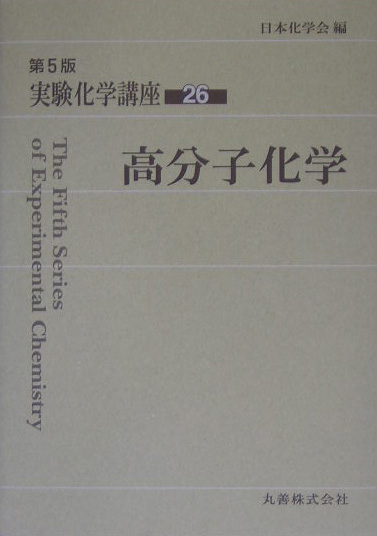 日本化学会 編
第5版
実験化学講座 26
高分子化学
The Fifth Series
of Experimental Chemistry
丸善株式会社